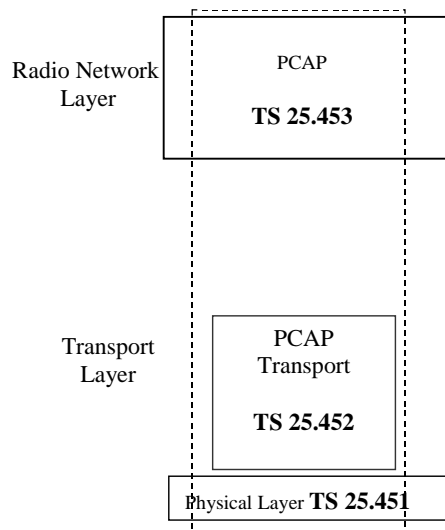 Radio Network
Layer
PCAP
TS 25.453
Transport
Layer
PCAP
Transport
TS 25.452
Physical Layer TS 25.451